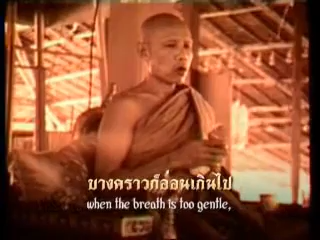 บางคราวก็อ่อนเกินไป
when the breath is too gentle,